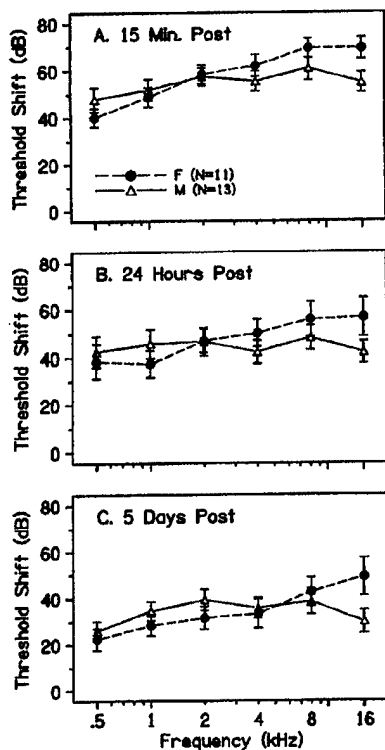 A. 15 Min. Post
Threshold Shift (dB)
80
60
40
20
0
F (N=11)
M (N=13)
B. 24 Hours Post
Threshold Shift (dB)
80
60
40
20
0
C. 5 Days Post
Threshold Shift (dB)
80
60
40
20
0
.5 1 2 4 8 16
Frequency (kHz)